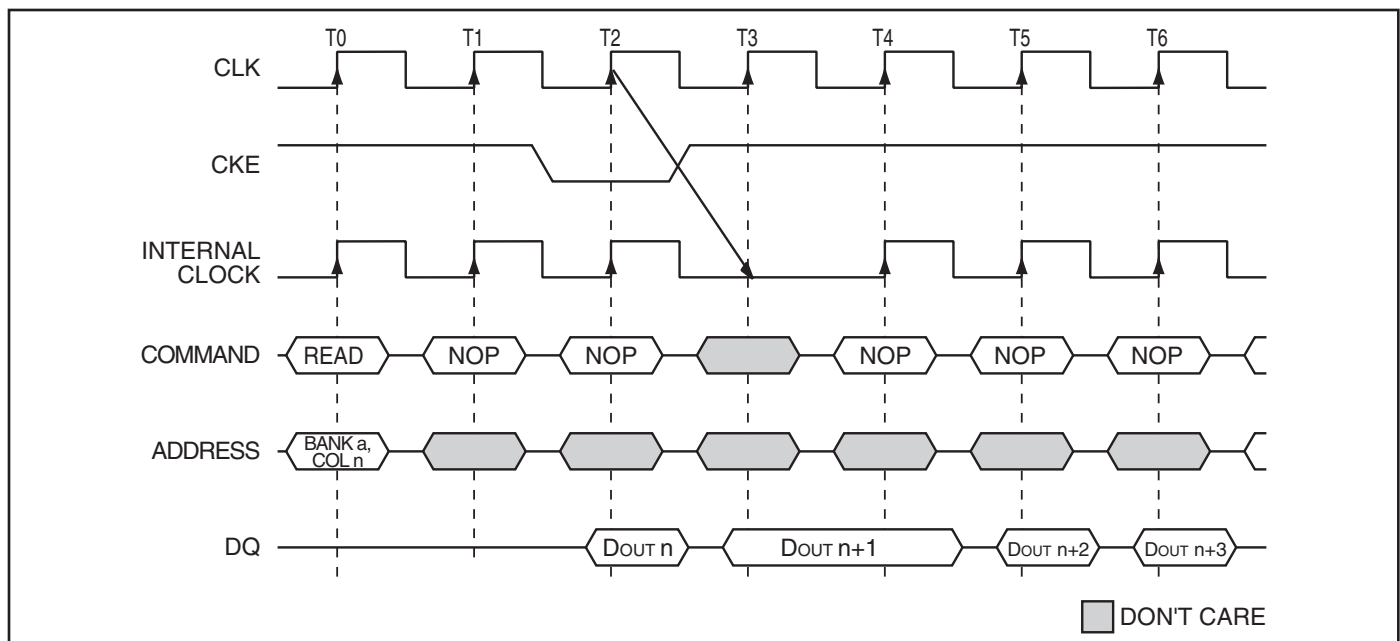 T0 T1 T2 T3 T4 T5 T6
CLK
CKE
INTERNAL
CLOCK
COMMAND READ NOP NOP NOP NOP NOP
ADDRESS BANK a,
COL n
DQ DOUT n DOUT n+1 DOUT n+2 DOUT n+3
DON'T CARE